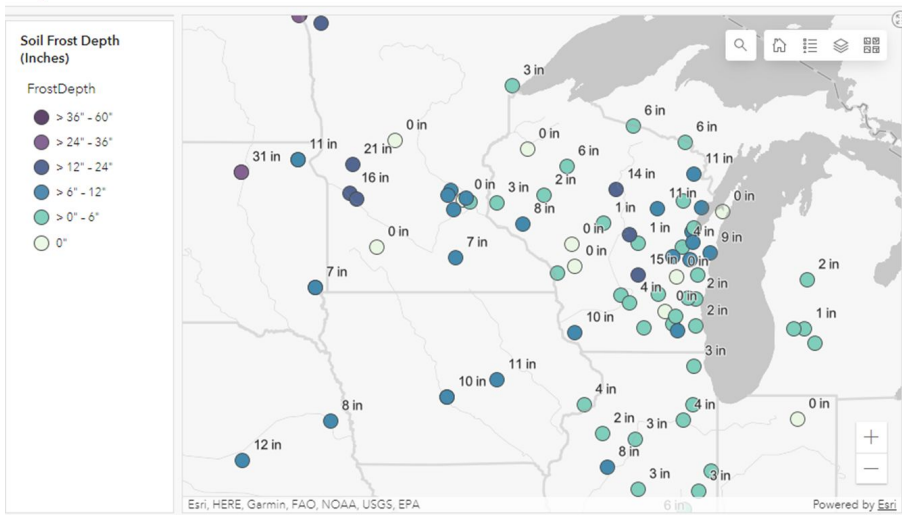 Soil Frost Depth
(Inches)
FrostDepth
> 36" - 60"
> 24" - 36"
> 12" - 24"
> 6" - 12"
> 0" - 6"
0"
3 in
6 in
0 in
0 in
6 in
11 in
21 in
0 in
6 in
11 in
31 in
16 in
0 in
3 in
2 in
14 in
11 in
0 in
8 in
1 in
0 in
7 in
0 in
0 in
1 in
4 in
9 in
7 in
15 in
0 in
2 in
4 in
0 in
2 in
2 in
10 in
1 in
3 in
11 in
10 in
4 in
4 in
0 in
8 in
2 in
3 in
12 in
8 in
3 in
3 in
6 in
+
−
Esri, HERE, Garmin, FAO, NOAA, USGS, EPA
Powered by Esri